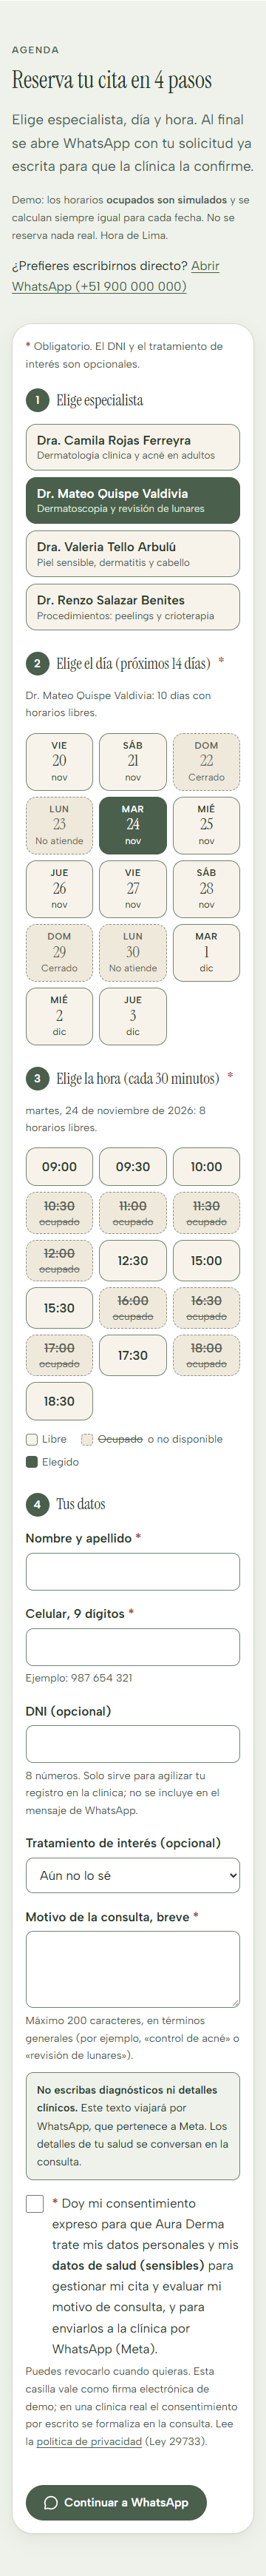 AGENDA
Reserva tu cita en 4 pasos
Elige especialista, día y hora. Al final
se abre WhatsApp con tu solicitud ya
escrita para que la clínica la confirme.
Demo: los horarios ocupados son simulados y se
calculan siempre igual para cada fecha. No se
reserva nada real. Hora de Lima.
¿Prefieres escribirnos directo? Abrir
WhatsApp (+51 900 000 000)
* Obligatorio. El DNI y el tratamiento de
interés son opcionales.
1 Elige especialista
Dra. Camila Rojas Ferreyra
Dermatología clínica y acné en adultos
Dr. Mateo Quispe Valdivia
Dermatoscopia y revisión de lunares
Dra. Valeria Tello Arbulú
Piel sensible, dermatitis y cabello
Dr. Renzo Salazar Benites
Procedimientos: peelings y crioterapia
2 Elige el día (próximos 14 días) *
Dr. Mateo Quispe Valdivia: 10 días con
horarios libres.
VIE SÁB DOM
20 21 22
nov nov Cerrado
LUN MAR MIÉ
23 24 25
No atiende nov nov
JUE VIE SÁB
26 27 28
nov nov nov
DOM LUN MAR
29 30 1
Cerrado No atiende dic
MIÉ JUE
2 3
dic dic
3 Elige la hora (cada 30 minutos) *
martes, 24 de noviembre de 2026: 8
horarios libres.
09:00 09:30 10:00
10:30 11:00 11:30
ocupado ocupado ocupado
12:00 12:30 15:00
ocupado
15:30 16:00 16:30
ocupado ocupado
17:00 17:30 18:00
ocupado ocupado
18:30
Libre Ocupado o no disponible
Elegido
4 Tus datos
Nombre y apellido *
Celular, 9 dígitos *
Ejemplo: 987 654 321
DNI (opcional)
8 números. Solo sirve para agilizar tu
registro en la clínica; no se incluye en el
mensaje de WhatsApp.
Tratamiento de interés (opcional)
Aún no lo sé
Motivo de la consulta, breve *
Máximo 200 caracteres, en términos
generales (por ejemplo, «control de acné» o
«revisión de lunares»).
No escribas diagnósticos ni detalles
clínicos. Este texto viajará por
WhatsApp, que pertenece a Meta. Los
detalles de tu salud se conversan en la
consulta.
* Doy mi consentimiento
expreso para que Aura Derma
trate mis datos personales y mis
datos de salud (sensibles) para
gestionar mi cita y evaluar mi
motivo de consulta, y para
enviarlos a la clínica por
WhatsApp (Meta).
Puedes revocarlo cuando quieras. Esta
casilla vale como firma electrónica de
demo; en una clínica real el consentimiento
por escrito se formaliza en la consulta. Lee
la política de privacidad (Ley 29733).
Continuar a WhatsApp